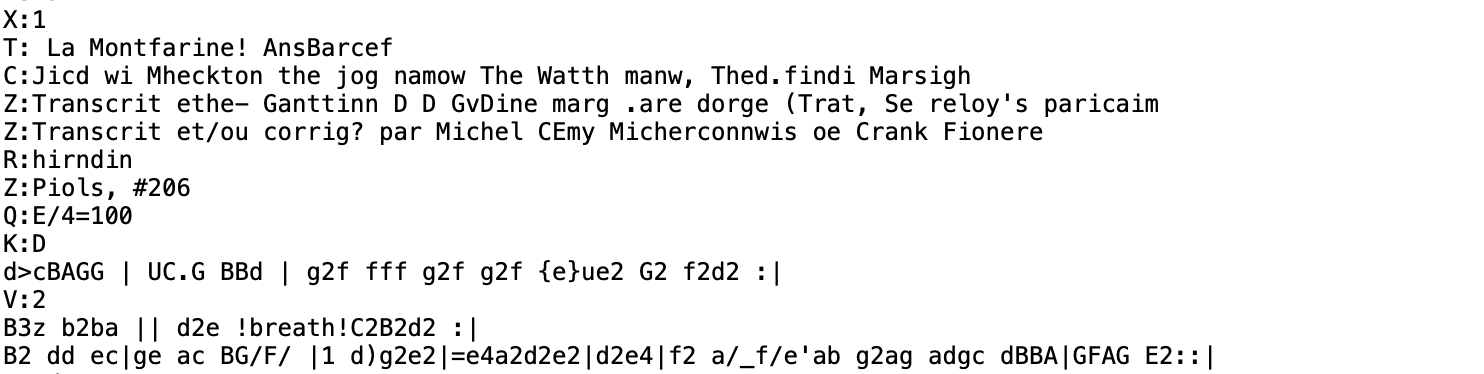 X:1
T: La Montfarine! AnsBarcef
C:Jicd wi Mheckton the jog namow The Watth manw, Thed.findi Marsigh
Z:Transcrit ethe– Ganttinn D D GvDine marg .are dorge (Trat, Se reloy's paricaim
Z:Transcrit et/ou corrig? par Michel CEmy Micherconnwis oe Crank Fionere
R:hirndin
Z:Piols, #206
Q:E/4=100
K:D
d>cBAGG | UC.G BBd | g2f fff g2f g2f {e}ue2 G2 f2d2 :|
V:2
B3z b2ba || d2e !breath!C2B2d2 :|
B2 dd ec|ge ac BG/F/ |1 d)g2e2|=e4a2d2e2|d2e4|f2 a/_f/e'ab g2ag adgc dBBA|GFAG E2::|